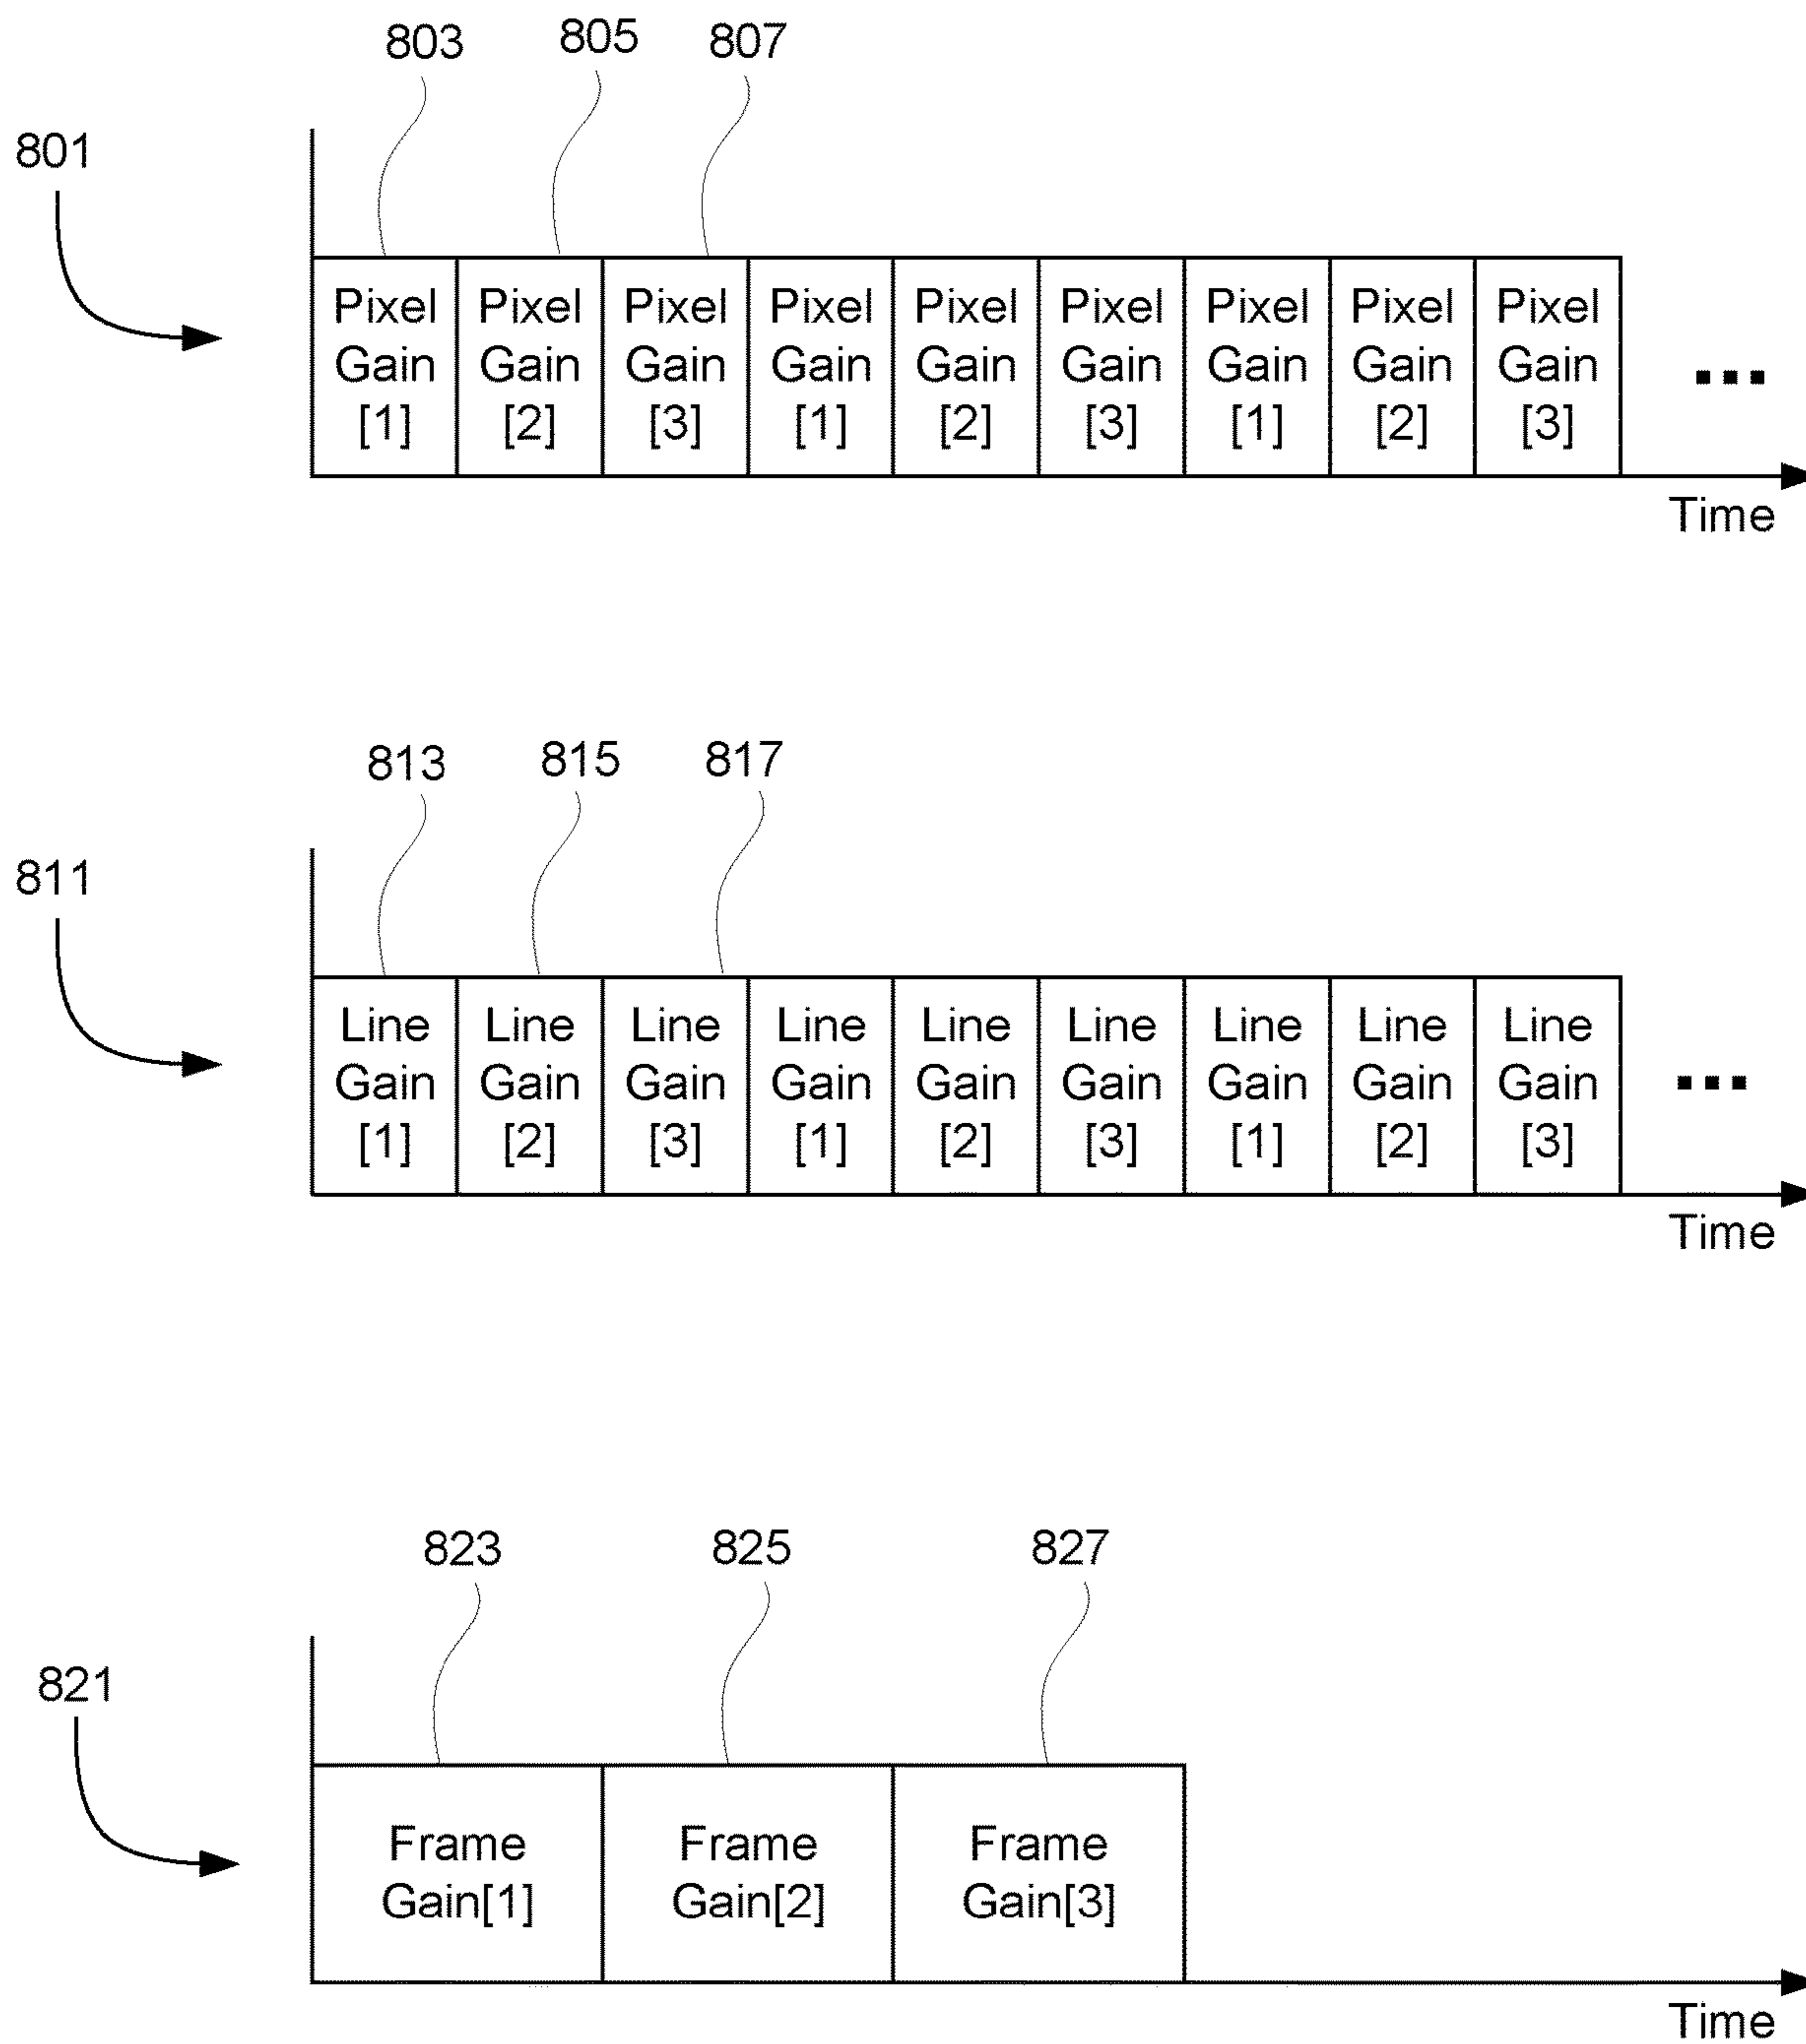 803 805 807
801
Pixel Pixel Pixel Pixel Pixel Pixel Pixel Pixel Pixel
Gain Gain Gain Gain Gain Gain Gain Gain Gain
[1] [2] [3] [1] [2] [3] [1] [2] [3]
...
Time
813 815 817
811
Line Line Line Line Line Line Line Line Line
Gain Gain Gain Gain Gain Gain Gain Gain Gain
[1] [2] [3] [1] [2] [3] [1] [2] [3]
...
Time
823 825 827
821
Frame Frame Frame
Gain[1] Gain[2] Gain[3]
Time